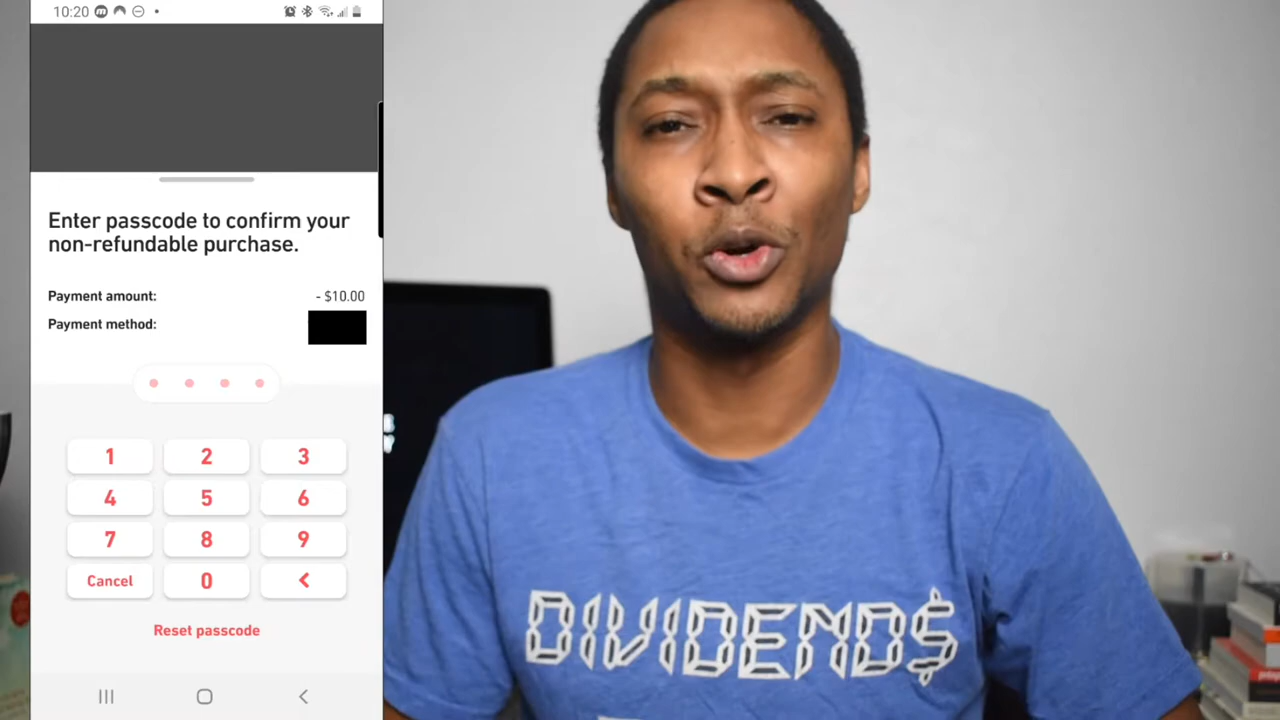 10:20
Enter passcode to confirm your
non-refundable purchase.
Payment amount: - $10.00
Payment method:
1 2 3
4 5 6
7 8 9
Cancel 0 <
Reset passcode
DIVIDEND$